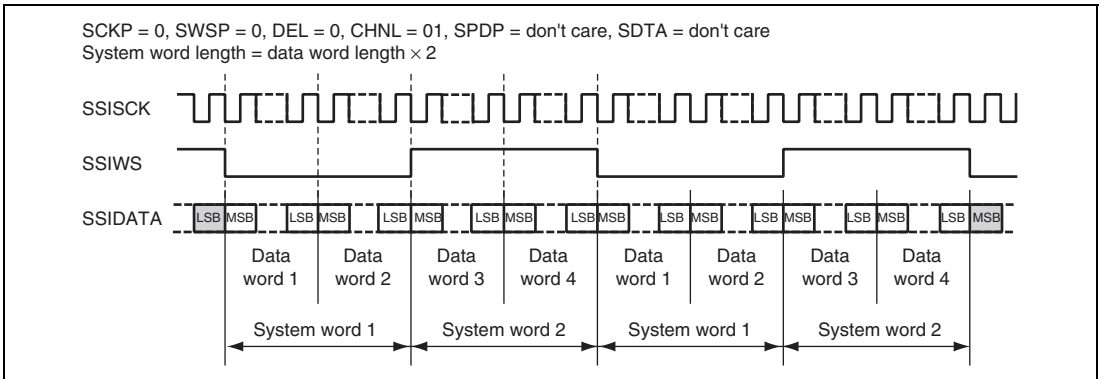 SCKP = 0, SWSP = 0, DEL = 0, CHNL = 01, SPDP = don't care, SDTA = don't care
System word length = data word length × 2
SSISCK
SSIWS
SSIDATA
LSB MSB LSB MSB LSB MSB LSB MSB LSB MSB LSB MSB LSB MSB LSB MSB LSB MSB
Data word 1
Data word 2
Data word 3
Data word 4
Data word 1
Data word 2
Data word 3
Data word 4
System word 1
System word 2
System word 1
System word 2